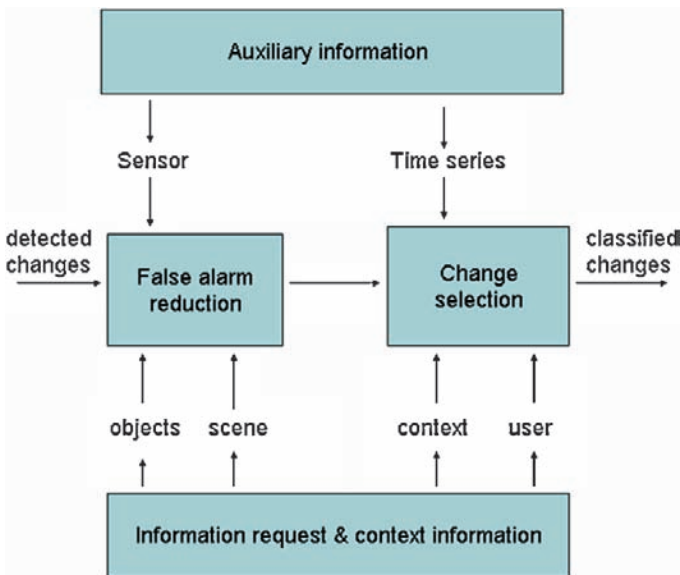 Auxiliary information
Sensor
Time series
detected
changes
False alarm
reduction
Change
selection
classified
changes
objects
scene
context
user
Information request & context information